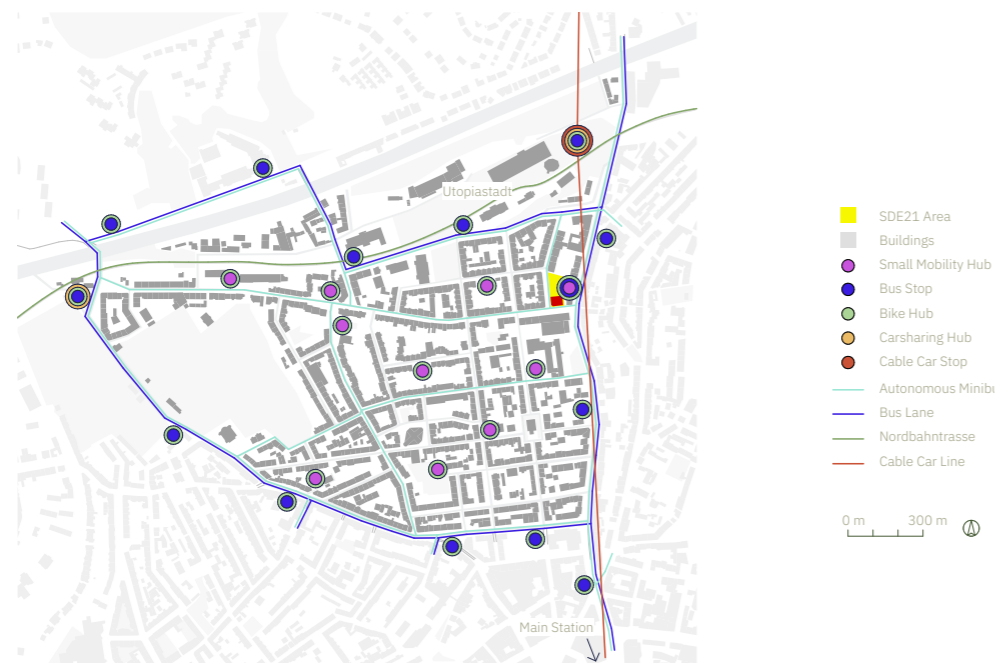 Utopiastadt
Main Station
SDE21 Area
Buildings
Small Mobility Hub
Bus Stop
Bike Hub
Carsharing Hub
Cable Car Stop
Autonomous Minibu
Bus Lane
Nordbahntrasse
Cable Car Line
0 m 300 m